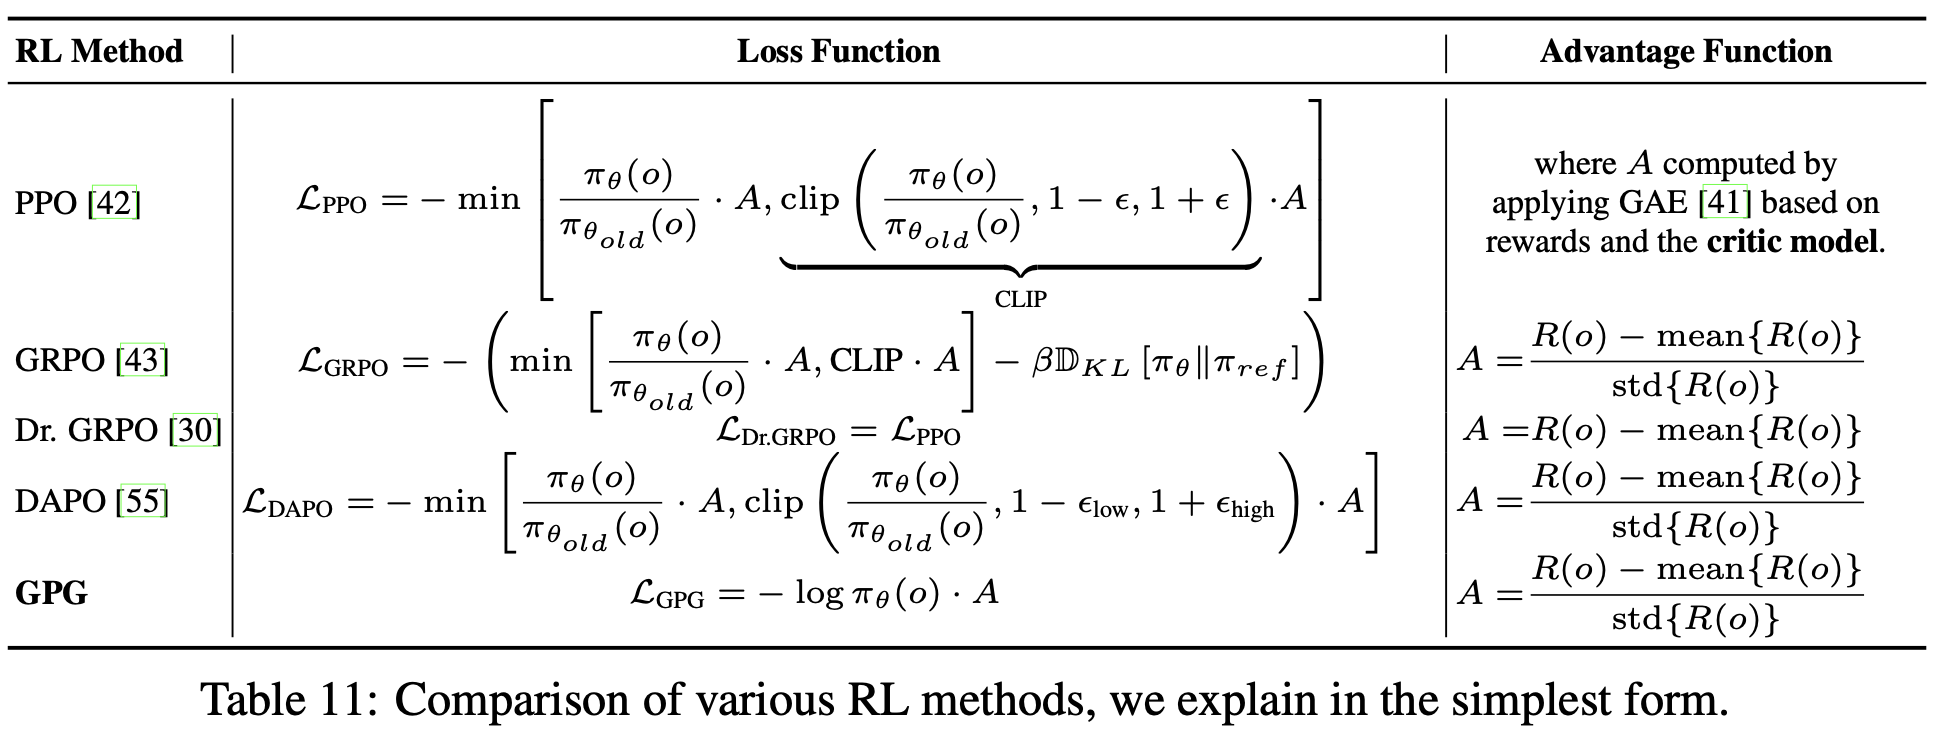 RL Method | Loss Function | Advantage Function
PPO [42] | $\mathcal{L}_{\text{PPO}} = -\min\left[\frac{\pi_\theta(o)}{\pi_{\theta_{old}}(o)} \cdot A, \underbrace{\text{clip}\left(\frac{\pi_\theta(o)}{\pi_{\theta_{old}}(o)}, 1-\epsilon, 1+\epsilon\right)}_{\text{CLIP}} \cdot A\right]$ | where $A$ computed by
applying GAE [41] based on
rewards and the critic model.
GRPO [43] | $\mathcal{L}_{\text{GRPO}} = -\left(\min\left[\frac{\pi_\theta(o)}{\pi_{\theta_{old}}(o)} \cdot A, \text{CLIP} \cdot A\right] - \beta\mathbb{D}_{KL}\left[\pi_\theta \| \pi_{ref}\right]\right)$ | $A = \frac{R(o) - \text{mean}\{R(o)\}}{\text{std}\{R(o)\}}$
Dr. GRPO [30] | $\mathcal{L}_{\text{Dr.GRPO}} = \mathcal{L}_{\text{PPO}}$ | $A = R(o) - \text{mean}\{R(o)\}$
DAPO [55] | $\mathcal{L}_{\text{DAPO}} = -\min\left[\frac{\pi_\theta(o)}{\pi_{\theta_{old}}(o)} \cdot A, \text{clip}\left(\frac{\pi_\theta(o)}{\pi_{\theta_{old}}(o)}, 1-\epsilon_{\text{low}}, 1+\epsilon_{\text{high}}\right) \cdot A\right]$ | $A = \frac{R(o) - \text{mean}\{R(o)\}}{\text{std}\{R(o)\}}$
GPG | $\mathcal{L}_{\text{GPG}} = -\log \pi_\theta(o) \cdot A$ | $A = \frac{R(o) - \text{mean}\{R(o)\}}{\text{std}\{R(o)\}}$
Table 11: Comparison of various RL methods, we explain in the simplest form.